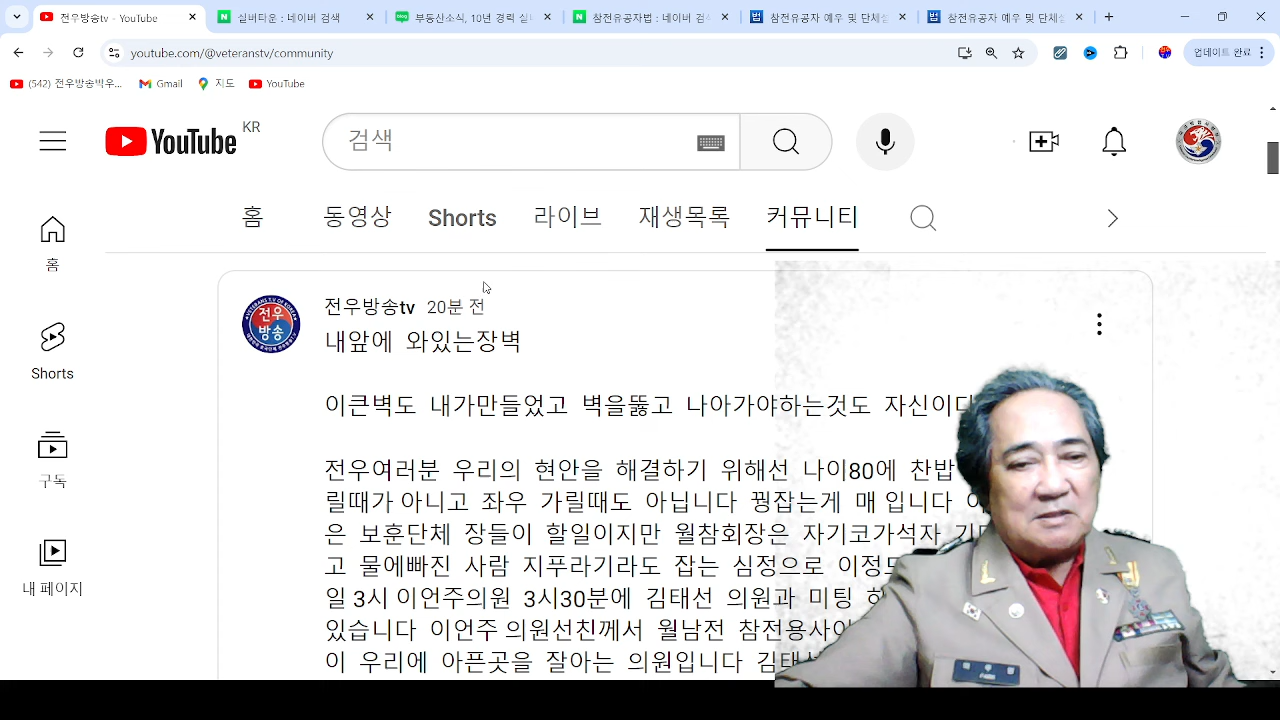 전우방송tv - YouTube
실버타운 : 네이버 검색
부동산소식, 10년 경력 실버
참전유공자법 : 네이버 검
참전유공자 예우 및 단체설
참전유공자 예우 및 단체설
youtube.com/@veteranstv/community
업데이트 완료
(542) 전우방송박우...
Gmail
지도
YouTube
YouTube KR
검색
홈 동영상 Shorts 라이브 재생목록 커뮤니티
홈
Shorts
구독
내 페이지
전우방송
전우방송tv 20분 전
내앞에 와있는장벽
이큰벽도 내가만들었고 벽을뚫고 나아가야하는것도 자신이다
전우여러분 우리의 현안을 해결하기 위해선 나이80에 찬밥
릴때가 아니고 좌우 가릴때도 아닙니다 꿩잡는게 매 입니다
은 보훈단체 장들이 할일이지만 월참회장은 자기코가석자
고 물에빠진 사람 지푸라기라도 잡는 심정으로
일 3시 이언주의원 3시30분에 김태선 의원과 미팅
있습니다 이언주 의원선친께서 월남전 참전용사
이 우리에 아픈곳을 잘아는 의원입니다